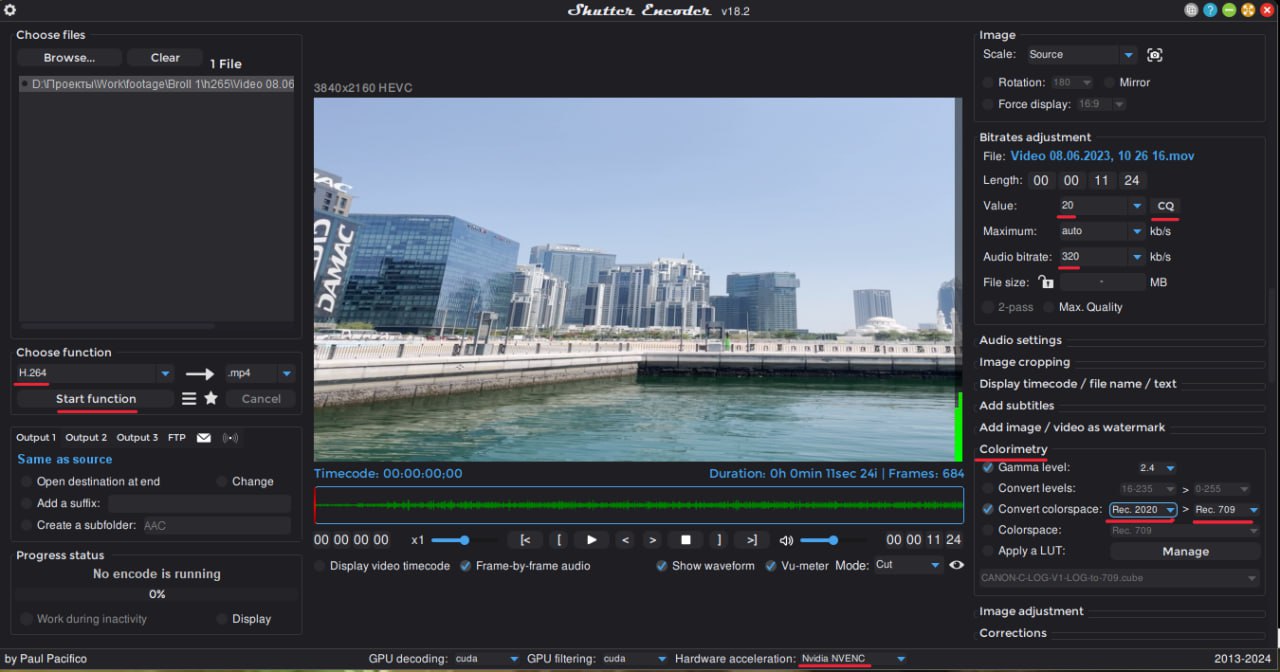 Shutter Encoder v18.2
Choose files
Browse...
Clear
1 File
D:\Проекты\Work\footage\Broll 1\h265\Video 08.06
3840x2160 HEVC
DAMAC
DAMAC
Choose function
H.264
.mp4
Start function
Cancel
Output 1 Output 2 Output 3 FTP
Same as source
Open destination at end
Change
Add a suffix:
Create a subfolder: AAC
Progress status
No encode is running
0%
Work during inactivity
Display
Timecode: 00:00:00;00
Duration: 0h 0min 11sec 24i | Frames: 684
00 00 00 00
x1
[<
[
<
>
]
>]
00 00 11 24
Display video timecode
Frame-by-frame audio
Show waveform
Vu-meter
Mode: Cut
Image
Scale: Source
Rotation: 180
Mirror
Force display: 16:9
Bitrates adjustment
File: Video 08.06.2023, 10 26 16.mov
Length: 00 00 11 24
Value: 20 CQ
Maximum: auto kb/s
Audio bitrate: 320 kb/s
File size: - MB
2-pass
Max. Quality
Audio settings
Image cropping
Display timecode / file name / text
Add subtitles
Add image / video as watermark
Colorimetry
Gamma level: 2.4
Convert levels: 16-235 > 0-255
Convert colorspace: Rec. 2020 > Rec. 709
Colorspace: Rec. 709
Apply a LUT: Manage
CANON-C-LOG-V1-LOG-to-709.cube
Image adjustment
Corrections
by Paul Pacifico
GPU decoding: cuda
GPU filtering: cuda
Hardware acceleration: Nvidia NVENC
2013-2024